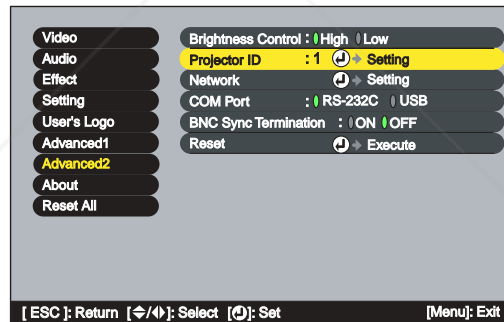 Video
Audio
Effect
Setting
User's Logo
Advanced1
Advanced2
About
Reset All
Brightness Control : High Low
Projector ID : 1 Setting
Network Setting
COM Port : RS-232C USB
BNC Sync Termination : ON OFF
Reset Execute
[ ESC ]: Return [ / ]: Select [ ]: Set [Menu]: Exit